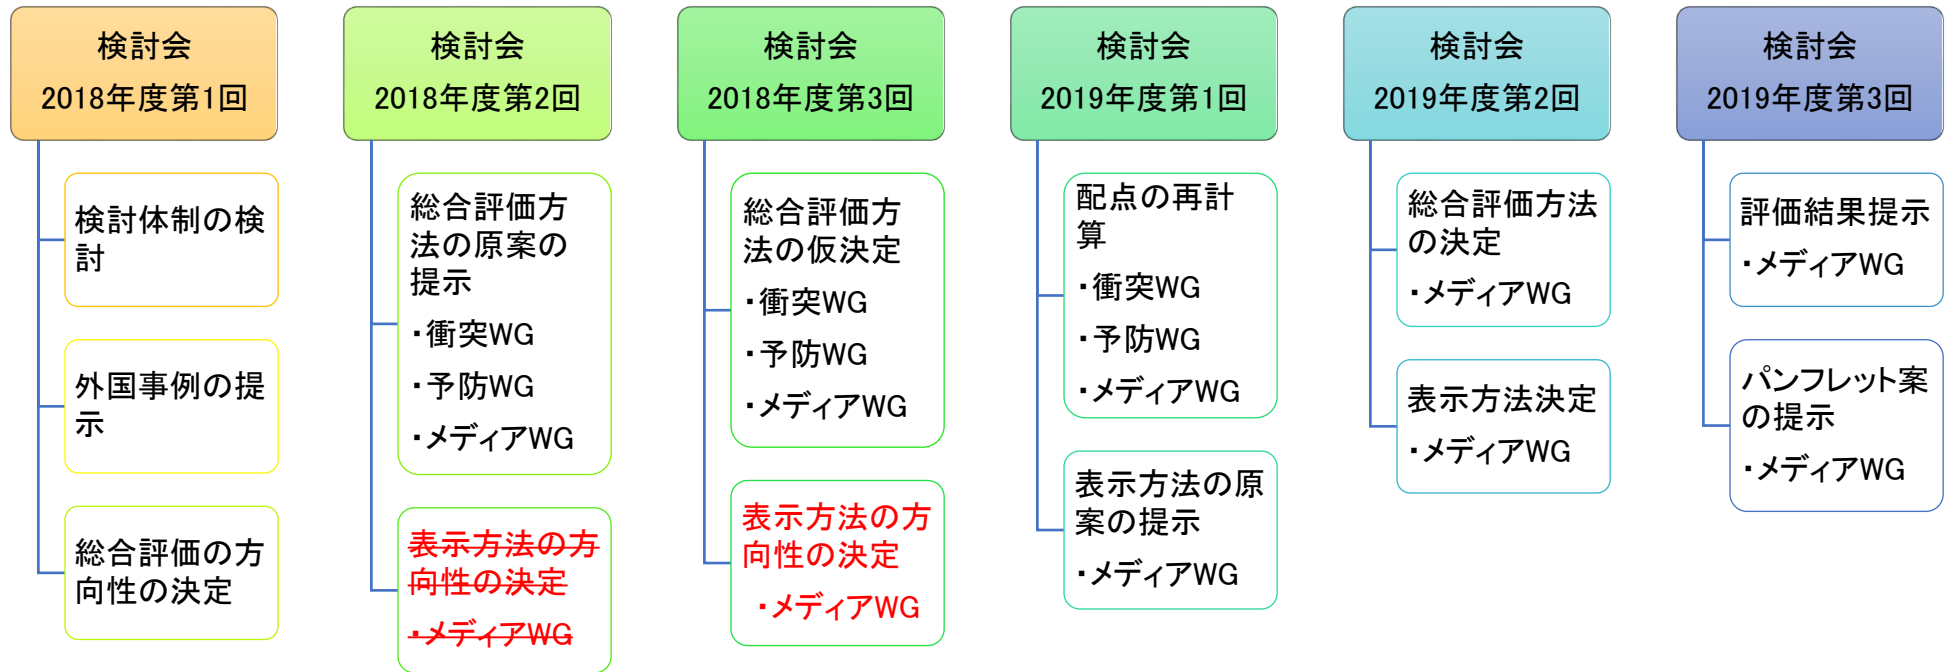 検討会
2018年度第1回
検討体制の検
討
外国事例の提
示
総合評価の方
向性の決定
検討会
2018年度第2回
総合評価方
法の原案の
提示
・衝突WG
・予防WG
・メディアWG
表示方法の方
向性の決定
・メディアWG
検討会
2018年度第3回
総合評価方
法の仮決定
・衝突WG
・予防WG
・メディアWG
表示方法の方
向性の決定
・メディアWG
検討会
2019年度第1回
配点の再計
算
・衝突WG
・予防WG
・メディアWG
表示方法の原
案の提示
・メディアWG
検討会
2019年度第2回
総合評価方法
の決定
・メディアWG
表示方法決定
・メディアWG
検討会
2019年度第3回
評価結果提示
・メディアWG
パンフレット案
の提示
・メディアWG